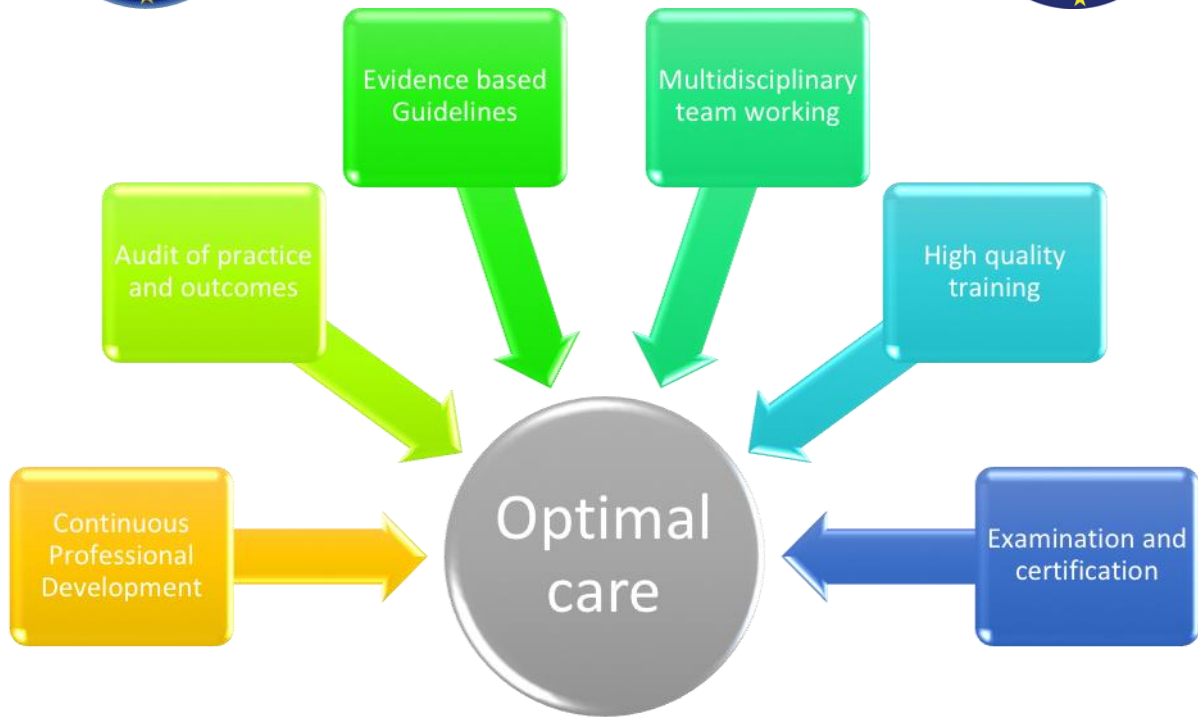 Evidence based
Guidelines
Multidisciplinary
team working
Audit of practice
and outcomes
High quality
training
Continuous
Professional
Development
Optimal
care
Examination and
certification